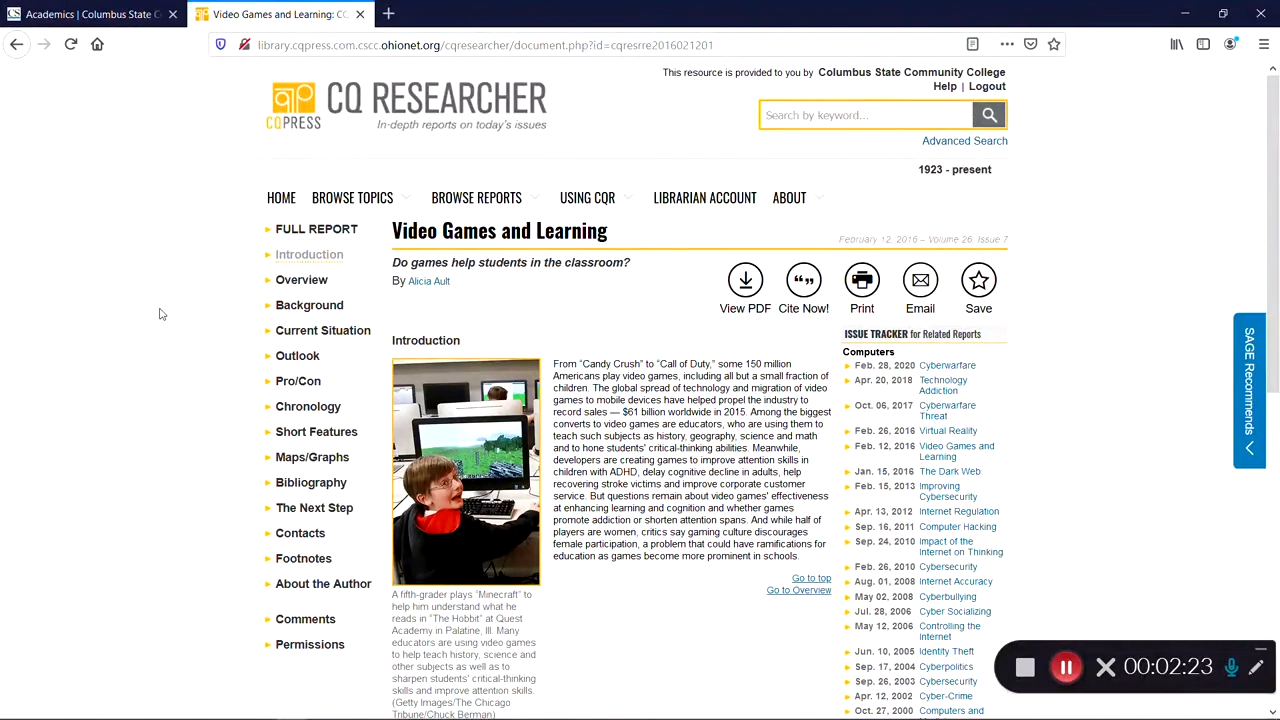 Academics | Columbus State C
Video Games and Learning: CQ
library.cqpress.com.cscc.ohionet.org/cqresearcher/document.php?id=cqresrre2016021201
This resource is provided to you by Columbus State Community College
Help | Logout
CQPRESS
CQ RESEARCHER
In-depth reports on today's issues
Search by keyword...
Advanced Search
1923 - present
HOME BROWSE TOPICS BROWSE REPORTS USING CQR LIBRARIAN ACCOUNT ABOUT
FULL REPORT
Introduction
Overview
Background
Current Situation
Outlook
Pro/Con
Chronology
Short Features
Maps/Graphs
Bibliography
The Next Step
Contacts
Footnotes
About the Author
Comments
Permissions
Video Games and Learning
February 12, 2016 – Volume 26, Issue 7
Do games help students in the classroom?
By Alicia Ault
View PDF Cite Now! Print Email Save
Introduction
From “Candy Crush” to “Call of Duty,” some 150 million
Americans play video games, including all but a small fraction of
children. The global spread of technology and migration of video
games to mobile devices have helped propel the industry to
record sales — $61 billion worldwide in 2015. Among the biggest
converts to video games are educators, who are using them to
teach such subjects as history, geography, science and math
and to hone students' critical-thinking abilities. Meanwhile,
developers are creating games to improve attention skills in
children with ADHD, delay cognitive decline in adults, help
recovering stroke victims and improve corporate customer
service. But questions remain about video games' effectiveness
at enhancing learning and cognition and whether games
promote addiction or shorten attention spans. And while half of
players are women, critics say gaming culture discourages
female participation, a problem that could have ramifications for
education as games become more prominent in schools.
Go to top
Go to Overview
A fifth-grader plays “Minecraft” to
help him understand what he
reads in “The Hobbit” at Quest
Academy in Palatine, Ill. Many
educators are using video games
to help teach history, science and
other subjects as well as to
sharpen students' critical-thinking
skills and improve attention skills.
(Getty Images/The Chicago
Tribune/Chuck Berman)
ISSUE TRACKER for Related Reports
Computers
Feb. 28, 2020 Cyberwarfare
Apr. 20, 2018 Technology
Addiction
Oct. 06, 2017 Cyberwarfare
Threat
Feb. 26, 2016 Virtual Reality
Feb. 12, 2016 Video Games and
Learning
Jan. 15, 2016 The Dark Web
Feb. 15, 2013 Improving
Cybersecurity
Apr. 13, 2012 Internet Regulation
Sep. 16, 2011 Computer Hacking
Sep. 24, 2010 Impact of the
Internet on Thinking
Feb. 26, 2010 Cybersecurity
Aug. 01, 2008 Internet Accuracy
May 02, 2008 Cyberbullying
Jul. 28, 2006 Cyber Socializing
May 12, 2006 Controlling the
Internet
Jun. 10, 2005 Identity Theft
Sep. 17, 2004 Cyberpolitics
Sep. 26, 2003 Cybersecurity
Apr. 12, 2002 Cyber-Crime
Oct. 27, 2000 Computers and
SAGE Recommends
00:02:23